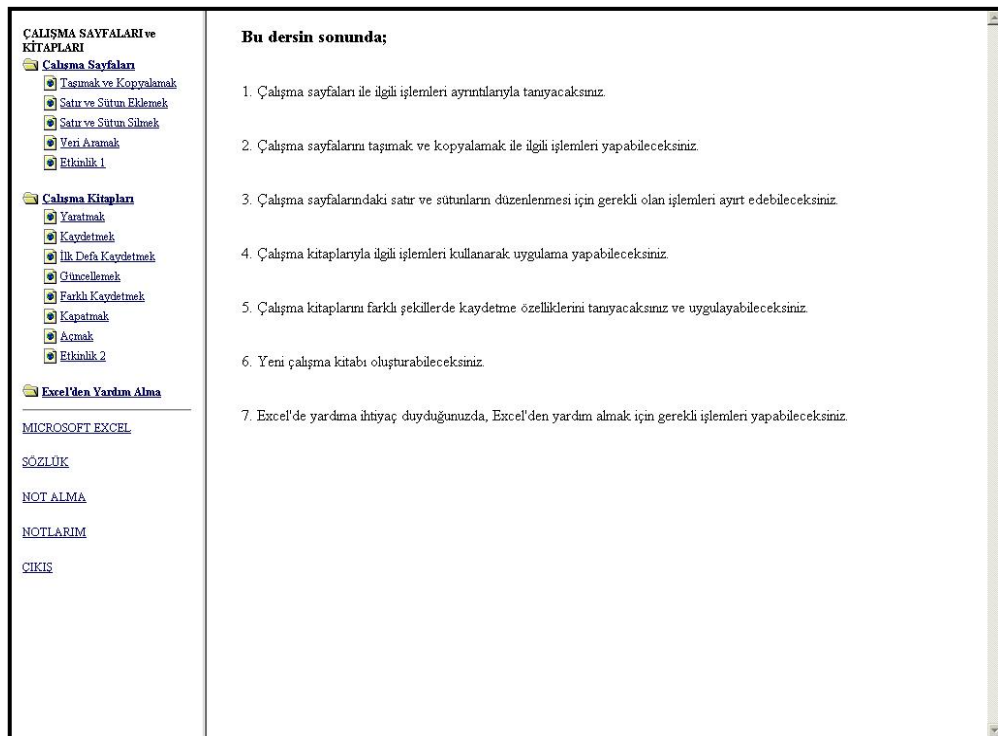 ÇALIŞMA SAYFALARI ve
KİTAPLARI
Çalışma Sayfaları
Taşımak ve Kopyalamak
Satır ve Sütun Eklemek
Satır ve Sütun Silmek
Veri Aramak
Etkinlik 1
Çalışma Kitapları
Yaratmak
Kaydetmek
İlk Defa Kaydetmek
Güncellemek
Farklı Kaydetmek
Kapatmak
Açmak
Etkinlik 2
Excel'den Yardım Alma
MICROSOFT EXCEL
SÖZLÜK
NOT ALMA
NOTLARIM
ÇIKIŞ
Bu dersin sonunda;
1. Çalışma sayfaları ile ilgili işlemleri ayrıntılarıyla tanıyacaksınız.
2. Çalışma sayfalarını taşımak ve kopyalamak ile ilgili işlemleri yapabileceksiniz.
3. Çalışma sayfalarındaki satır ve sütunların düzenlenmesi için gerekli olan işlemleri ayırt edebileceksiniz.
4. Çalışma kitaplarıyla ilgili işlemleri kullanarak uygulama yapabileceksiniz.
5. Çalışma kitaplarını farklı şekillerde kaydetme özelliklerini tanıyacaksınız ve uygulayabileceksiniz.
6. Yeni çalışma kitabı oluşturabileceksiniz.
7. Excel'de yardıma ihtiyaç duyduğunuzda, Excel'den yardım almak için gerekli işlemleri yapabileceksiniz.